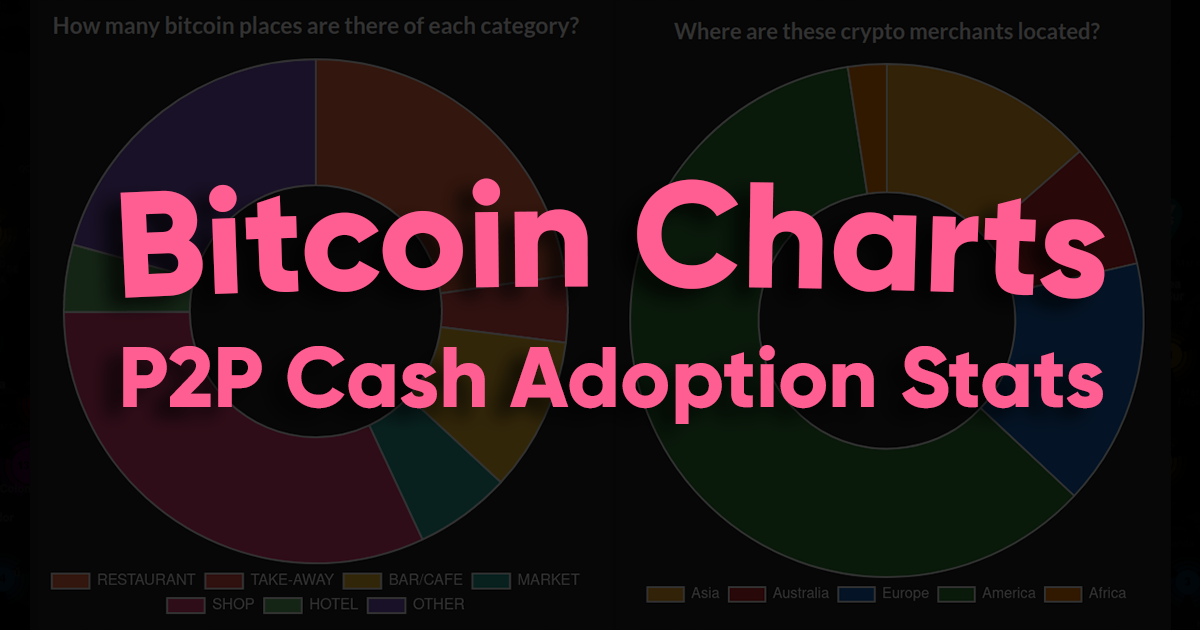 How many bitcoin places are there of each category?
Where are these crypto merchants located?
Bitcoin Charts
P2P Cash Adoption Stats
RESTAURANT TAKE-AWAY BAR/CAFE MARKET
SHOP HOTEL OTHER
Asia Australia Europe America Africa